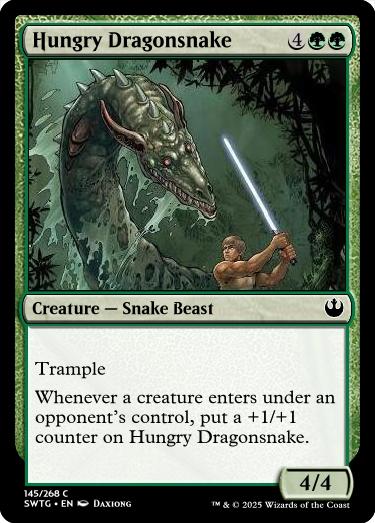 Hungry Dragonsnake 4
Creature — Snake Beast
Trample
Whenever a creature enters under an
opponent's control, put a +1/+1
counter on Hungry Dragonsnake.
4/4
145/268 C
SWTG • EN DAXIONG
™ & © 2025 Wizards of the Coast